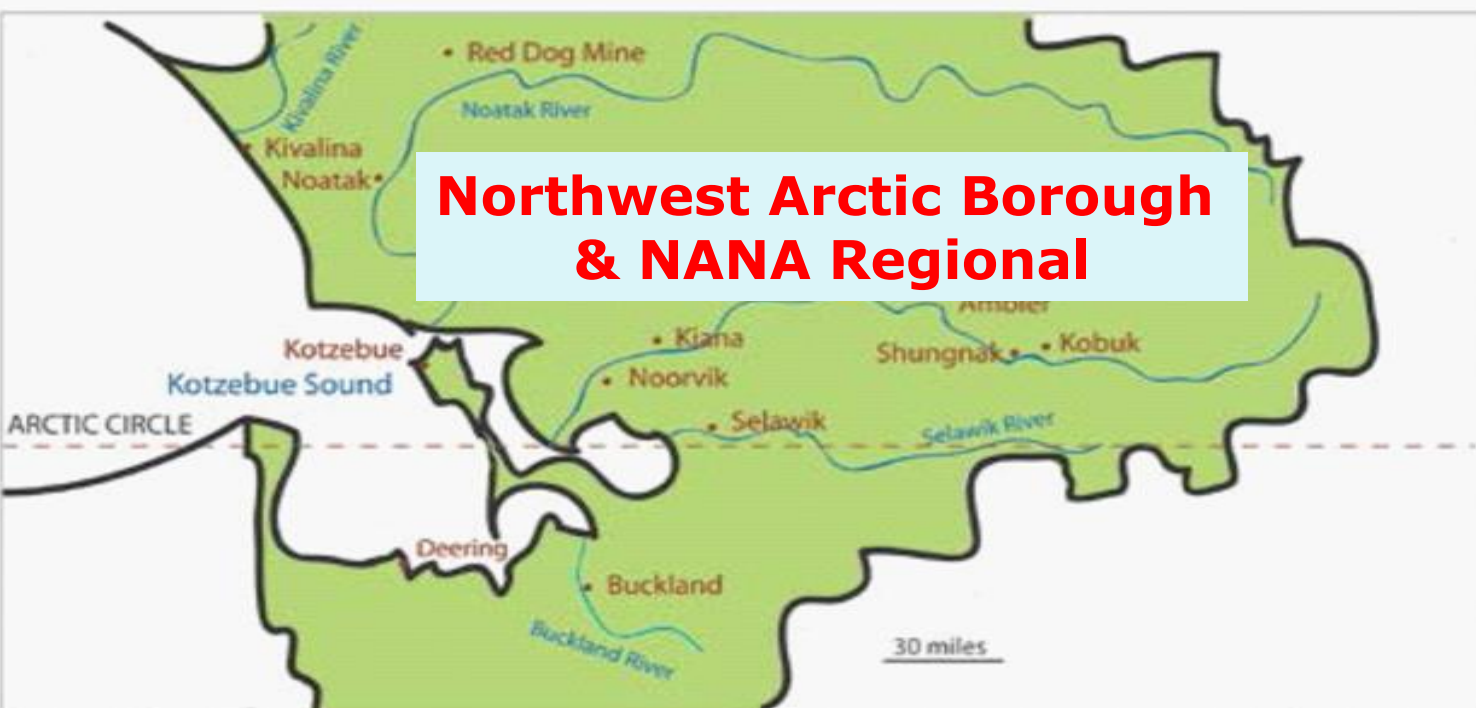 Red Dog Mine
Kivalina River
Noatak River
Kivalina
Noatak
Northwest Arctic Borough
& NANA Regional
Ambler
Kotzebue
Kiana
Shungnak
Kobuk
Kotzebue Sound
Noorvik
ARCTIC CIRCLE
Selawik
Selawik River
Deering
Buckland
Buckland River
30 miles